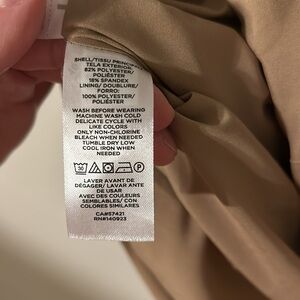 SHELL/TISSU PRINCIPAL
TELA EXTERIOR
82% POLYESTER/
POLIÉSTER
18% SPANDEX
LINING/DOUBLURE/
FORRO:
100% POLYESTER/
POLIÉSTER
WASH BEFORE WEARING
MACHINE WASH COLD
DELICATE CYCLE WITH
LIKE COLORS
ONLY NON-CHLORINE
BLEACH WHEN NEEDED
TUMBLE DRY LOW
COOL IRON WHEN
NEEDED
30
LAVER AVANT DE
DÉGAGER/ LAVAR ANTE
DE USAR
AVEC DES COULEURS
SEMBLABLES/ CON
COLORES SIMILARES
CA#57421
RN#140923